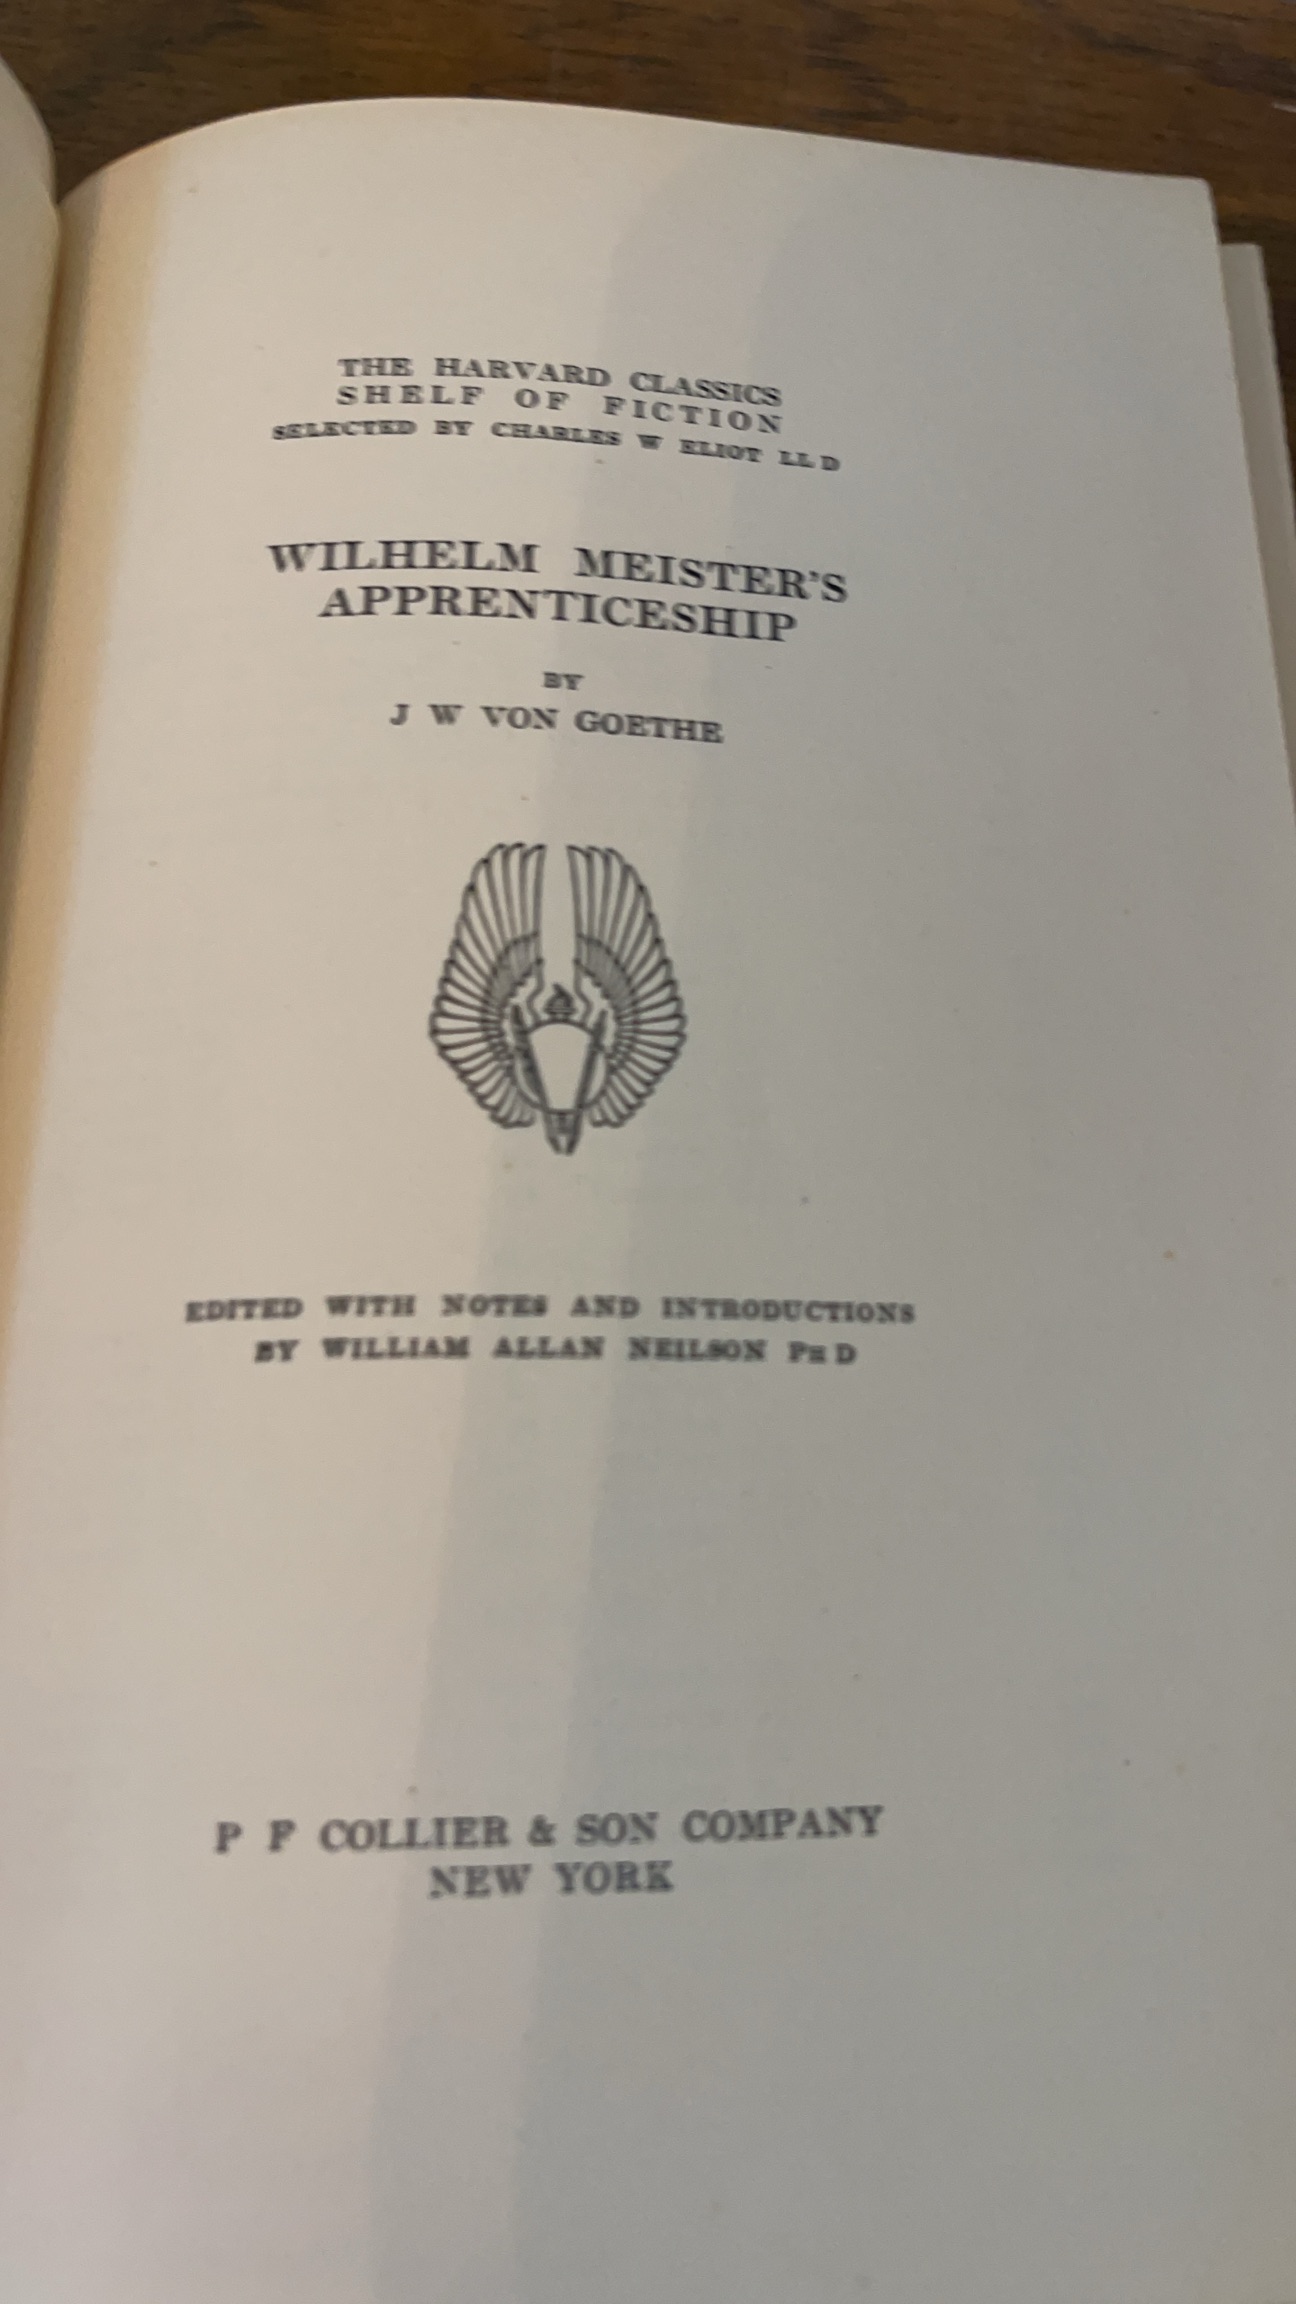 THE HARVARD CLASSICS
SHELF OF FICTION
SELECTED BY CHARLES W ELIOT LL D
WILHELM MEISTER'S
APPRENTICESHIP
BY
J W VON GOETHE
EDITED WITH NOTES AND INTRODUCTIONS
BY WILLIAM ALLAN NEILSON PH D
P F COLLIER & SON COMPANY
NEW YORK